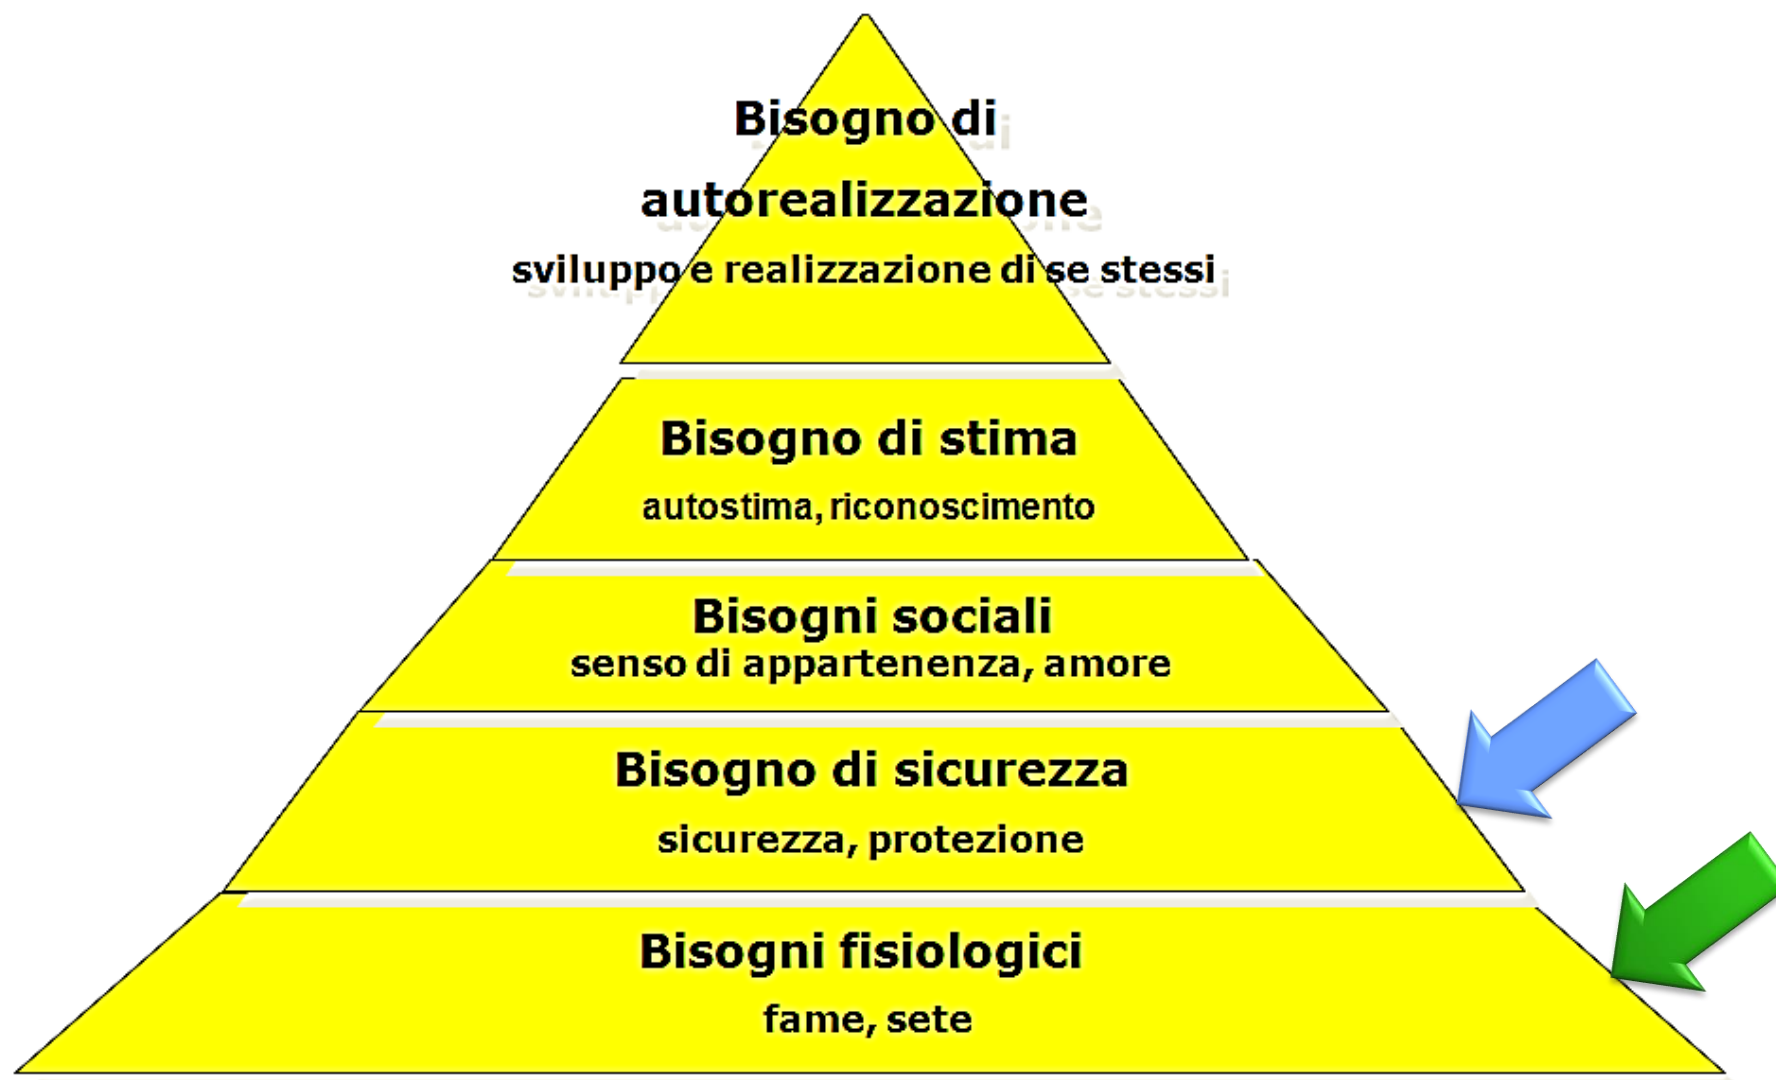 Bisogno di
autorealizzazione
sviluppo e realizzazione di se stessi
Bisogno di stima
autostima, riconoscimento
Bisogni sociali
senso di appartenenza, amore
Bisogno di sicurezza
sicurezza, protezione
Bisogni fisiologici
fame, sete